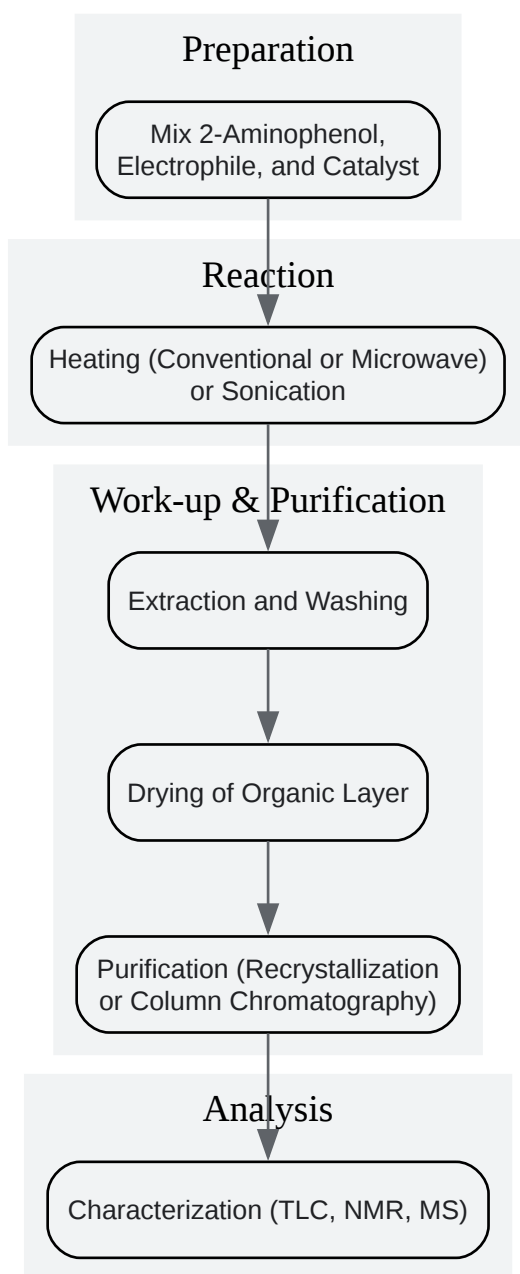 Preparation
Mix 2-Aminophenol,
Electrophile, and Catalyst
Reaction
Heating (Conventional or Microwave)
or Sonication
Work-up & Purification
Extraction and Washing
Drying of Organic Layer
Purification (Recrystallization
or Column Chromatography)
Analysis
Characterization (TLC, NMR, MS)